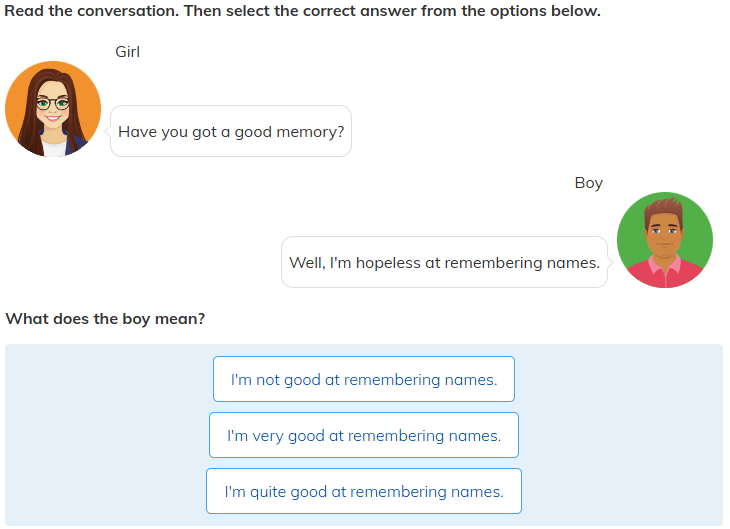 Read the conversation. Then select the correct answer from the options below.
Girl
Have you got a good memory?
Boy
Well, I'm hopeless at remembering names.
What does the boy mean?
I'm not good at remembering names.
I'm very good at remembering names.
I'm quite good at remembering names.